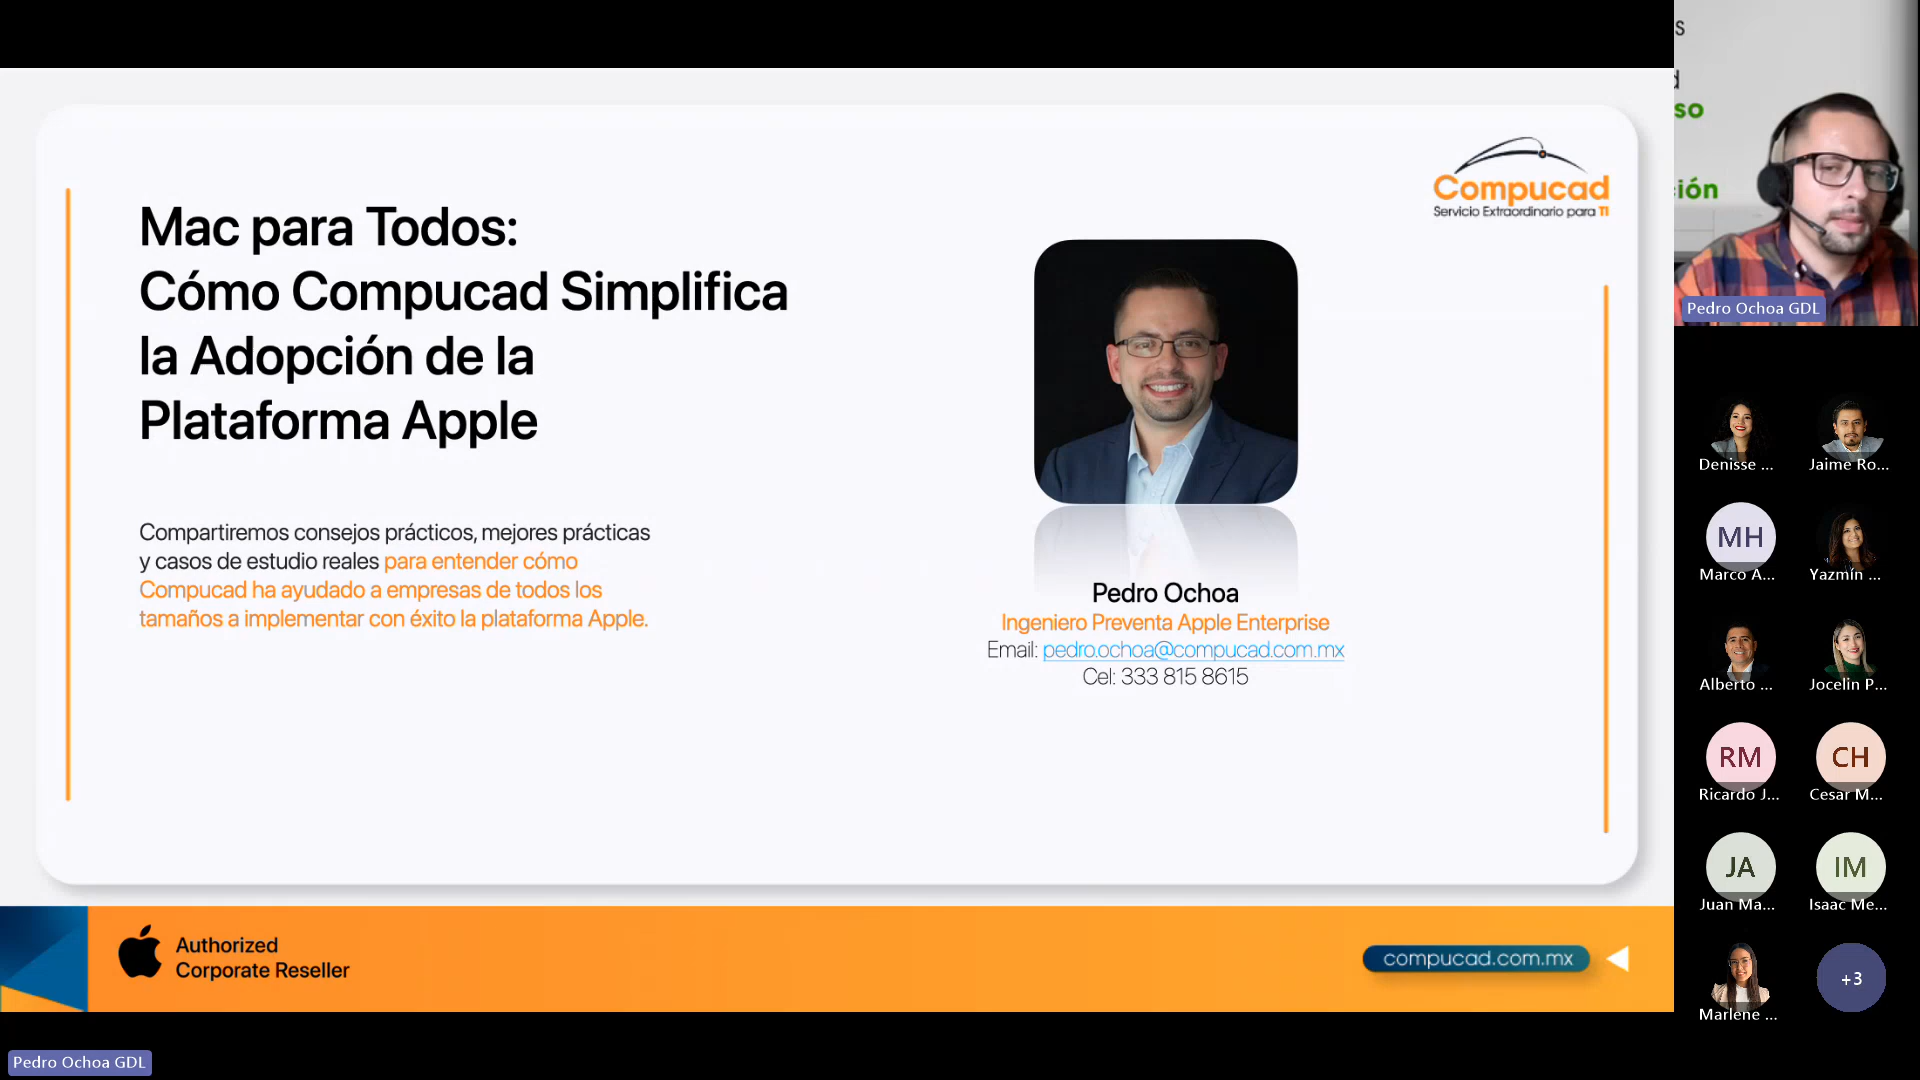 Mac para Todos:
Cómo Compucad Simplifica
la Adopción de la
Plataforma Apple
Compartiremos consejos prácticos, mejores prácticas
y casos de estudio reales para entender cómo
Compucad ha ayudado a empresas de todos los
tamaños a implementar con éxito la plataforma Apple.
Compucad
Servicio Extraordinario para TI
Pedro Ochoa
Ingeniero Preventa Apple Enterprise
Email: pedro.ochoa@compucad.com.mx
Cel: 333 815 8615
Authorized
Corporate Reseller
compucad.com.mx
s
d
so
ión
Pedro Ochoa GDL
Denisse ...
Jaime Ro...
MH
Marco A...
Yazmín ...
Alberto ...
Jocelin P...
RM
Ricardo J...
CH
Cesar M...
JA
Juan Ma...
IM
Isaac Me...
Marlene ...
+3
Pedro Ochoa GDL